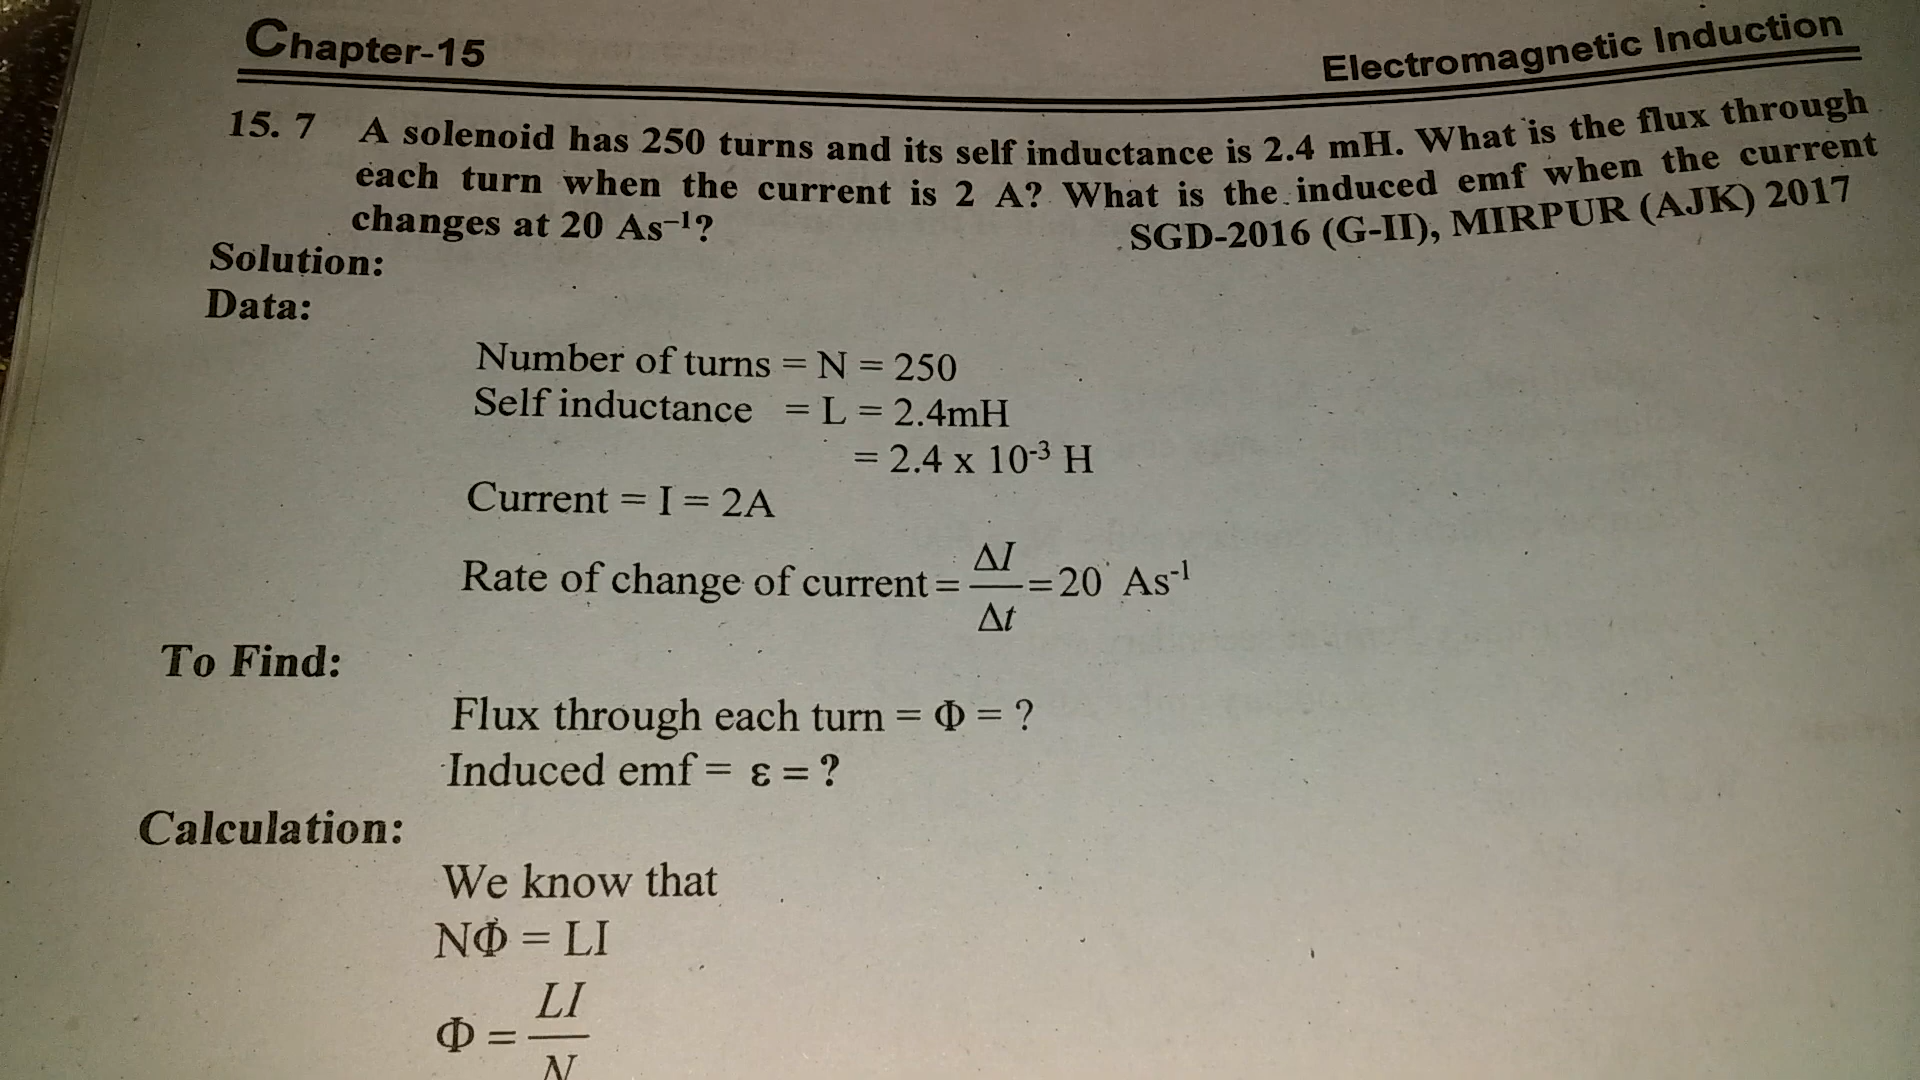 Chapter-15
Electromagnetic Induction
15. 7 A solenoid has 250 turns and its self inductance is 2.4 mH. What is the flux through
each turn when the current is 2 A? What is the induced emf when the current
changes at 20 As⁻¹?
SGD-2016 (G-II), MIRPUR (AJK) 2017
Solution:
Data:
Number of turns = N = 250
Self inductance = L = 2.4mH
= 2.4 x 10⁻³ H
Current = I = 2A
Rate of change of current = ΔI/Δt = 20 As⁻¹
To Find:
Flux through each turn = Φ = ?
Induced emf = ε = ?
Calculation:
We know that
NΦ = LI
Φ = LI/N